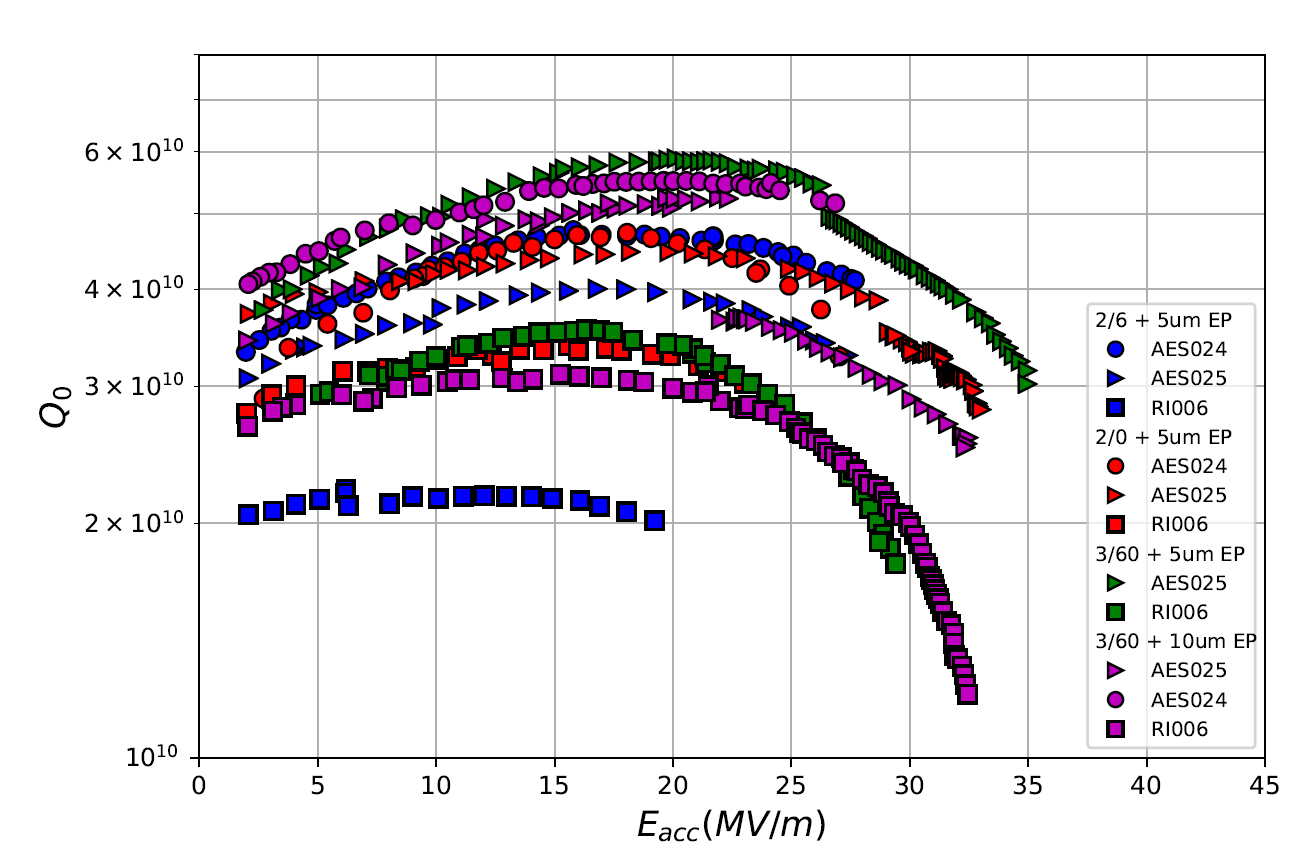 6 × 10^10
4 × 10^10
3 × 10^10
2 × 10^10
10^10
Q_0
0 5 10 15 20 25 30 35 40 45
E_acc(MV/m)
2/6 + 5um EP
AES024
AES025
RI006
2/0 + 5um EP
AES024
AES025
RI006
3/60 + 5um EP
AES025
RI006
3/60 + 10um EP
AES025
AES024
RI006